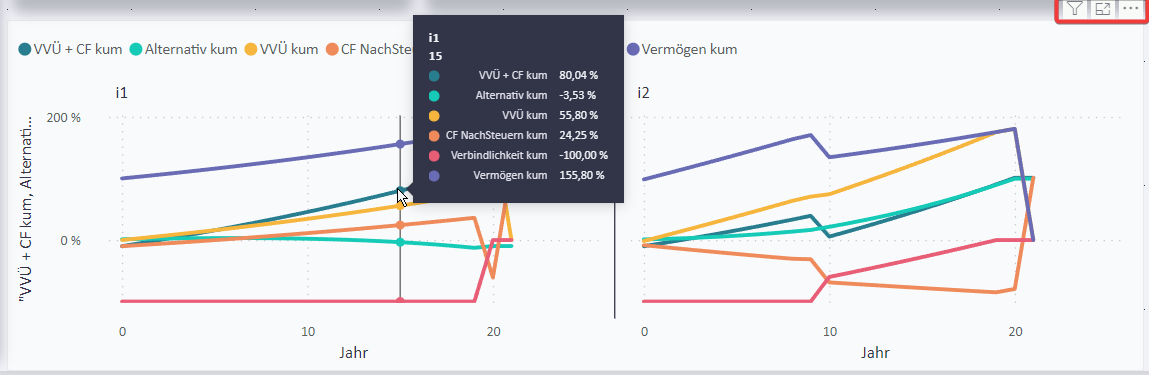 VVÜ + CF kum Alternativ kum VVÜ kum CF NachSteue Vermögen kum
i1
15
VVÜ + CF kum 80,04 %
Alternativ kum -3,53 %
VVÜ kum 55,80 %
CF NachSteuern kum 24,25 %
Verbindlichkeit kum -100,00 %
Vermögen kum 155,80 %
i1 i2
200 %
0 %
"VVÜ + CF kum, Alternati...
0 10 20 0 10 20
Jahr Jahr